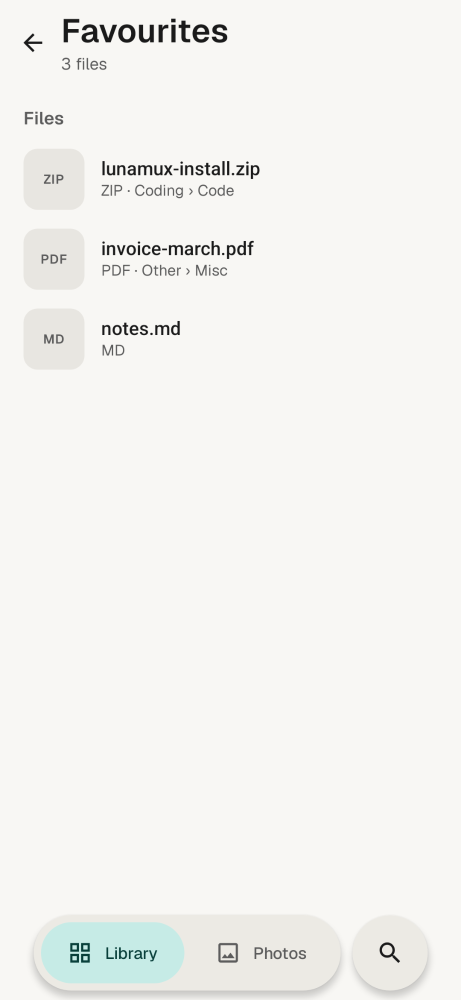 Favourites
3 files
Files
ZIP
lunamux-install.zip
ZIP · Coding › Code
PDF
invoice-march.pdf
PDF · Other › Misc
MD
notes.md
MD
Library
Photos